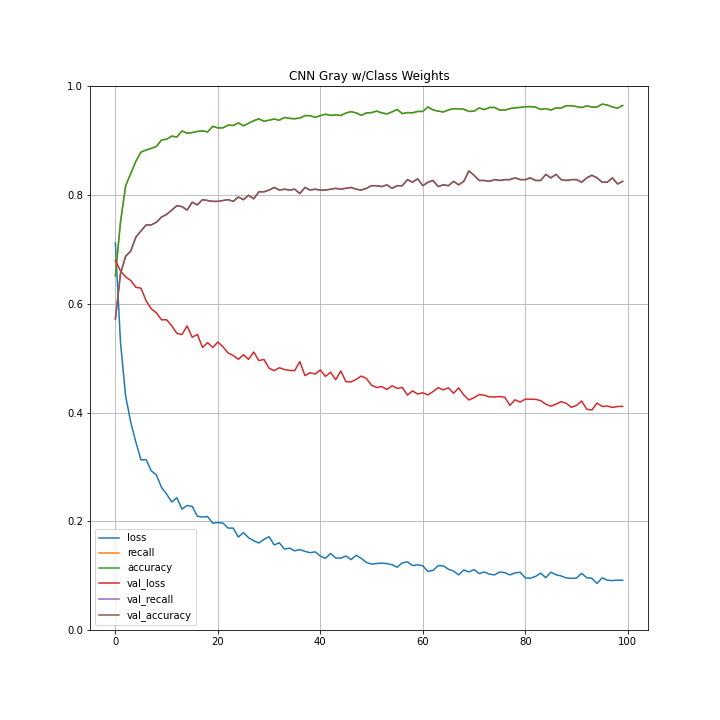 CNN Gray w/Class Weights
1.0
0.8
0.6
0.4
0.2
0.0
loss
recall
accuracy
val_loss
val_recall
val_accuracy
0 20 40 60 80 100